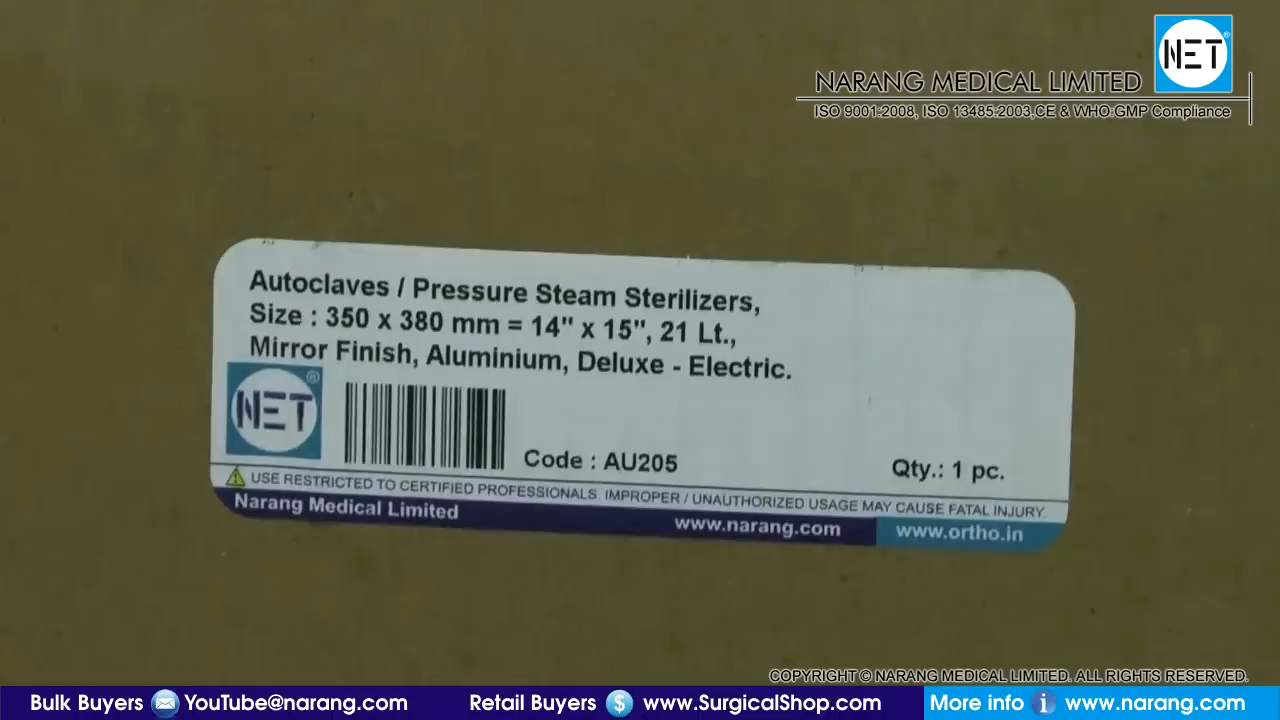 NET®
NARANG MEDICAL LIMITED
ISO 9001:2008, ISO 13485:2003,CE & WHO:GMP Compliance
Autoclaves / Pressure Steam Sterilizers,
Size : 350 x 380 mm = 14" x 15", 21 Lt.,
Mirror Finish, Aluminium, Deluxe - Electric.
NET®
Code : AU205
Qty.: 1 pc.
USE RESTRICTED TO CERTIFIED PROFESSIONALS. IMPROPER / UNAUTHORIZED USAGE MAY CAUSE FATAL INJURY.
Narang Medical Limited
www.narang.com
www.ortho.in
COPYRIGHT © NARANG MEDICAL LIMITED. ALL RIGHTS RESERVED.
Bulk Buyers YouTube@narang.com
Retail Buyers $ www.SurgicalShop.com
More info i www.narang.com